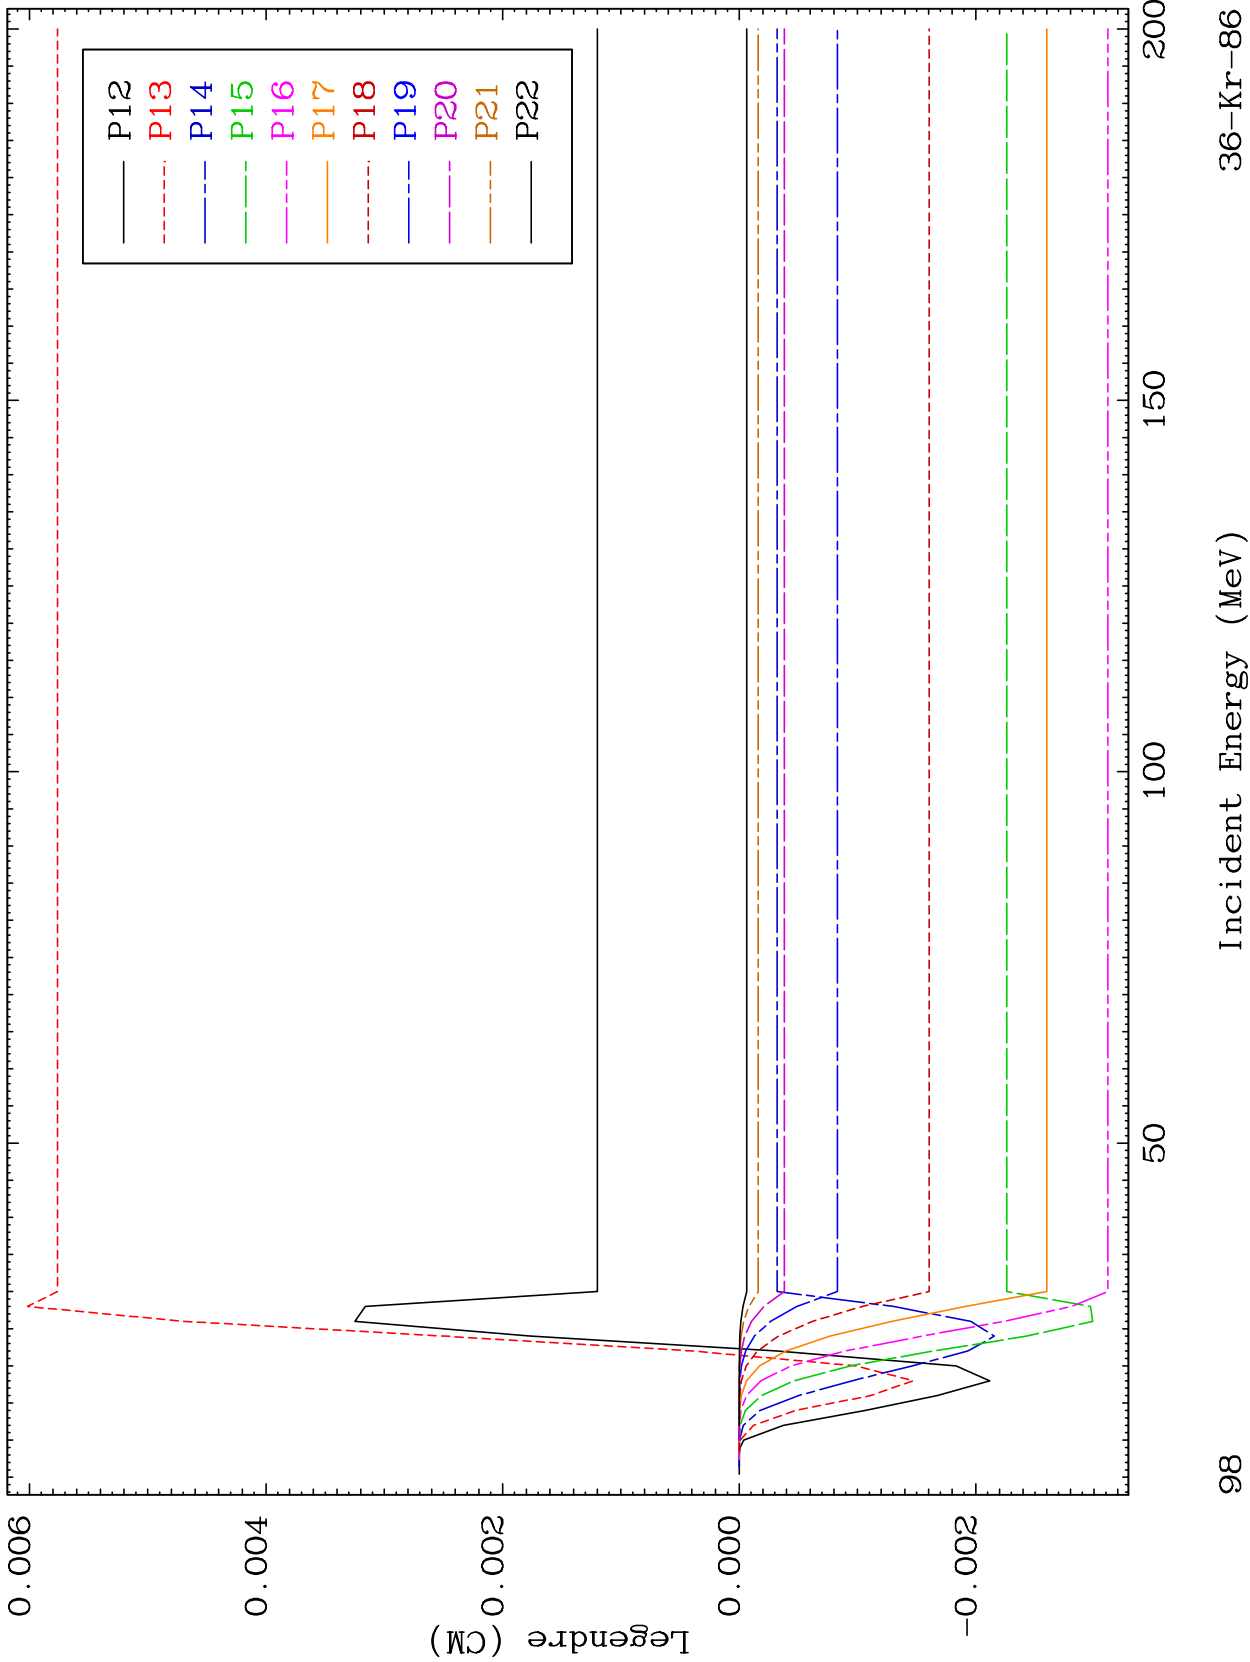 P12
P13
P14
P15
P16
P17
P18
P19
P20
P21
P22
0.006
0.004
0.002
0.000
-0.002
Legendre (CM)
50
100
150
200
Incident Energy (MeV)
98
36-Kr-86